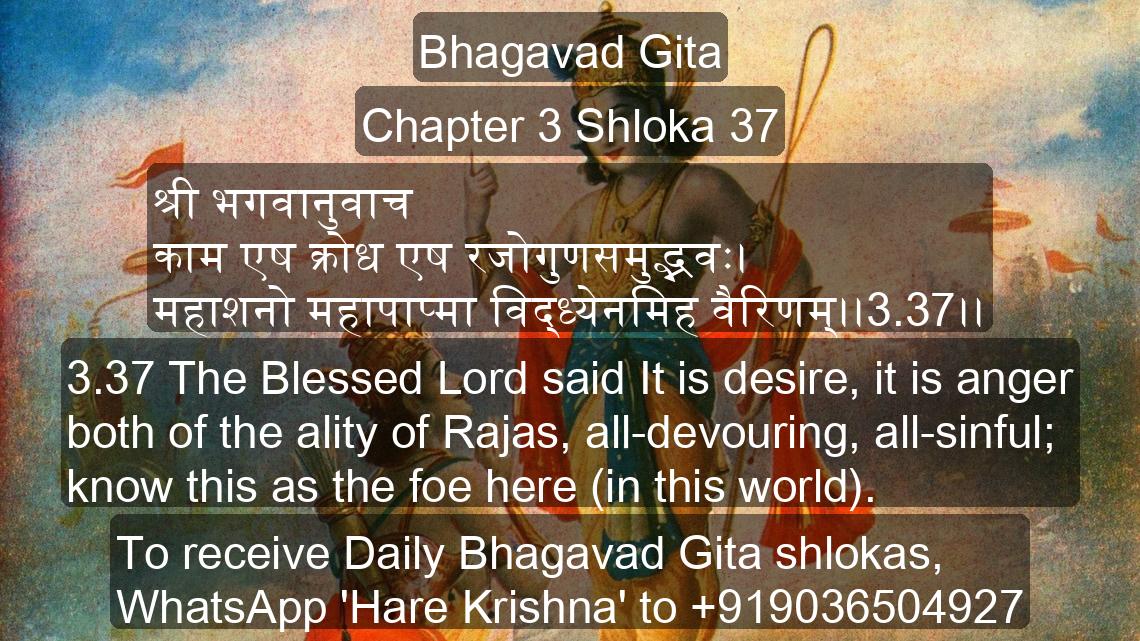 Bhagavad Gita
Chapter 3 Shloka 37
श्री भगवानुवाच
काम एष क्रोध एष रजोगुणसमुद्भवः।
महाशनो महापाप्मा विद्ध्येनमिह वैरिणम्।।3.37।।
3.37 The Blessed Lord said It is desire, it is anger
both of the ality of Rajas, all-devouring, all-sinful;
know this as the foe here (in this world).
To receive Daily Bhagavad Gita shlokas,
WhatsApp 'Hare Krishna' to +919036504927